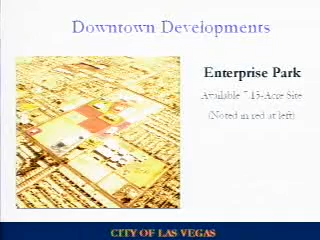 Downtown Developments
Enterprise Park
Available 7.15-Acre Site
(Noted in red at left)
CITY OF LAS VEGAS